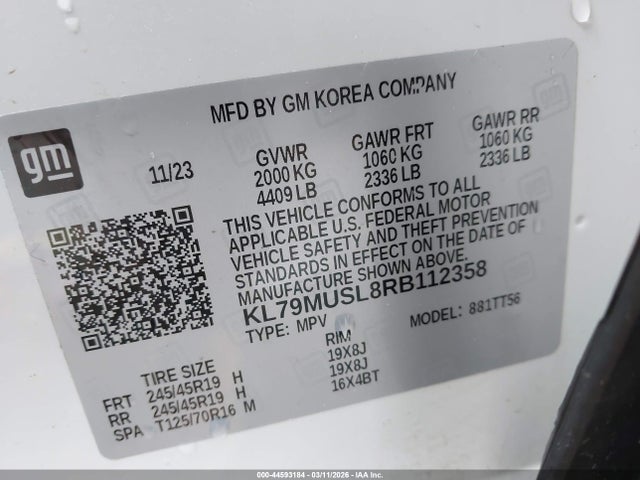 MFD BY GM KOREA COMPANY
gm
11/23
GVWR
2000 KG
4409 LB
GAWR FRT
1060 KG
2336 LB
GAWR RR
1060 KG
2336 LB
THIS VEHICLE CONFORMS TO ALL
APPLICABLE U.S. FEDERAL MOTOR
VEHICLE SAFETY AND THEFT PREVENTION
STANDARDS IN EFFECT ON THE DATE OF
MANUFACTURE SHOWN ABOVE.
KL79MUSL8RB112358
TYPE: MPV
MODEL: 881TT56
TIRE SIZE
RIM
FRT 245/45R19 H 19X8J
RR 245/45R19 H 19X8J
SPA T125/70R16 M 16X4BT
000-44593184 - 03/11/2026 - IAA Inc.